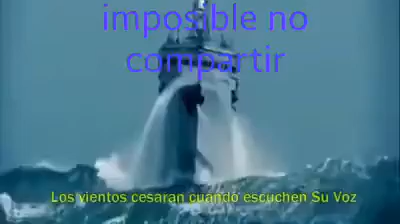 imposible no
compartir
Los vientos cesaran cuando escuchen Su Voz